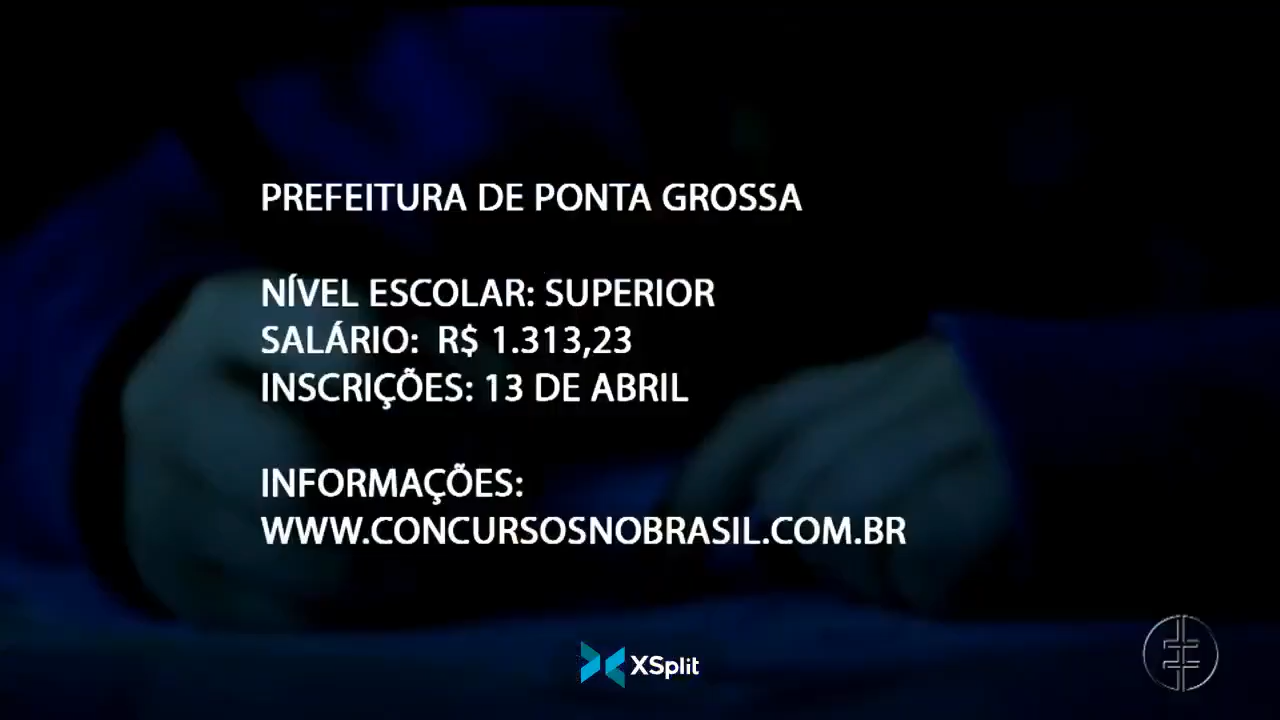 PREFEITURA DE PONTA GROSSA
NÍVEL ESCOLAR: SUPERIOR
SALÁRIO: R$ 1.313,23
INSCRIÇÕES: 13 DE ABRIL
INFORMAÇÕES:
WWW.CONCURSOSNOBRASIL.COM.BR
XSplit